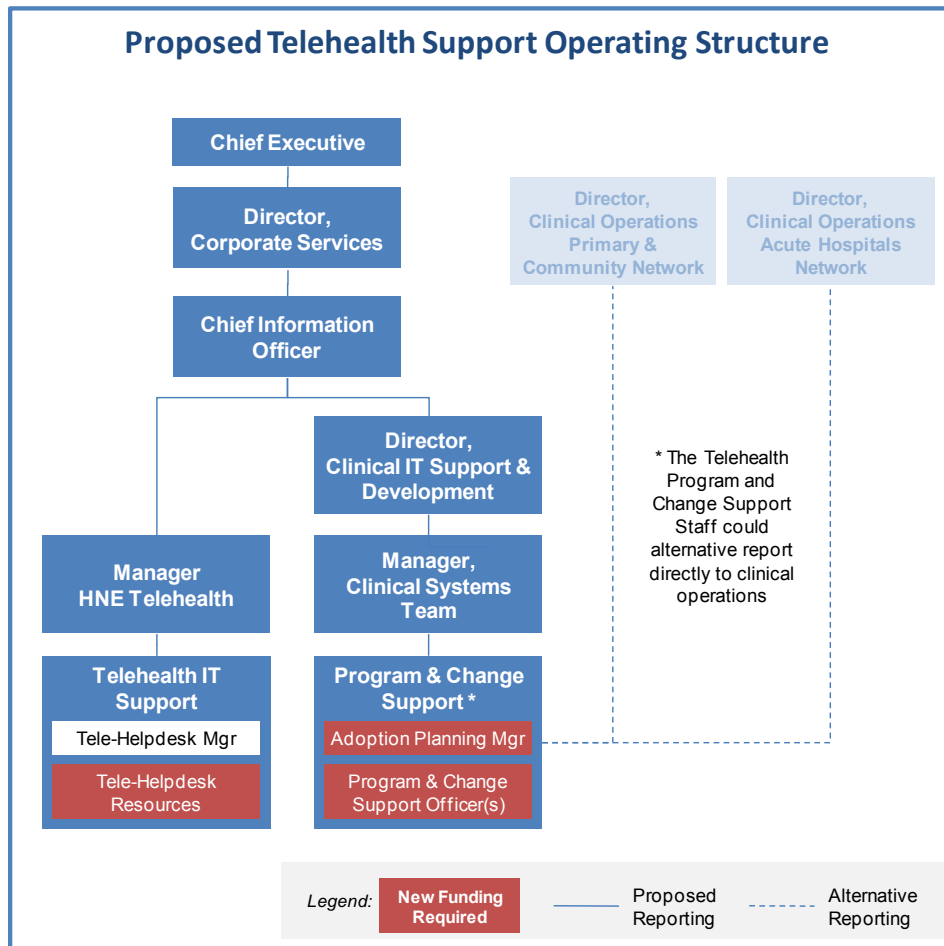 Proposed Telehealth Support Operating Structure
Chief Executive
Director,
Corporate Services
Chief Information
Officer
Director,
Clinical Operations
Primary &
Community Network
Director,
Clinical Operations
Acute Hospitals
Network
Director,
Clinical IT Support &
Development
* The Telehealth
Program and
Change Support
Staff could
alternative report
directly to clinical
operations
Manager
HNE Telehealth
Manager,
Clinical Systems
Team
Telehealth IT
Support
Tele-Helpdesk Mgr
Tele-Helpdesk
Resources
Program & Change
Support *
Adoption Planning Mgr
Program & Change
Support Officer(s)
Legend:
New Funding
Required
Proposed
Reporting
Alternative
Reporting